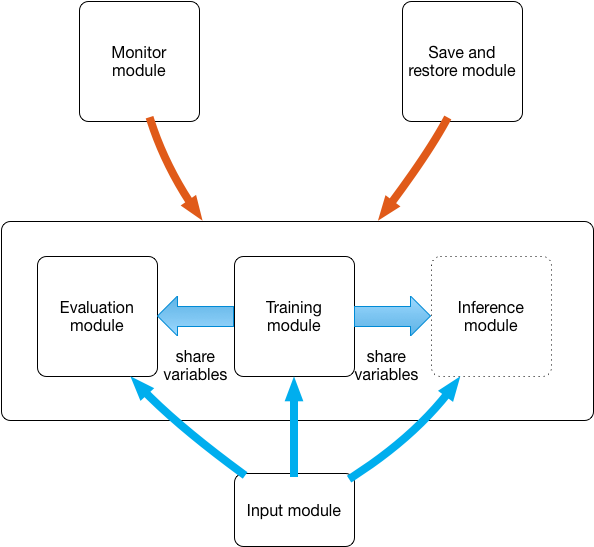 Monitor
module
Save and
restore module
Evaluation
module
Training
module
Inference
module
share
variables
share
variables
Input module